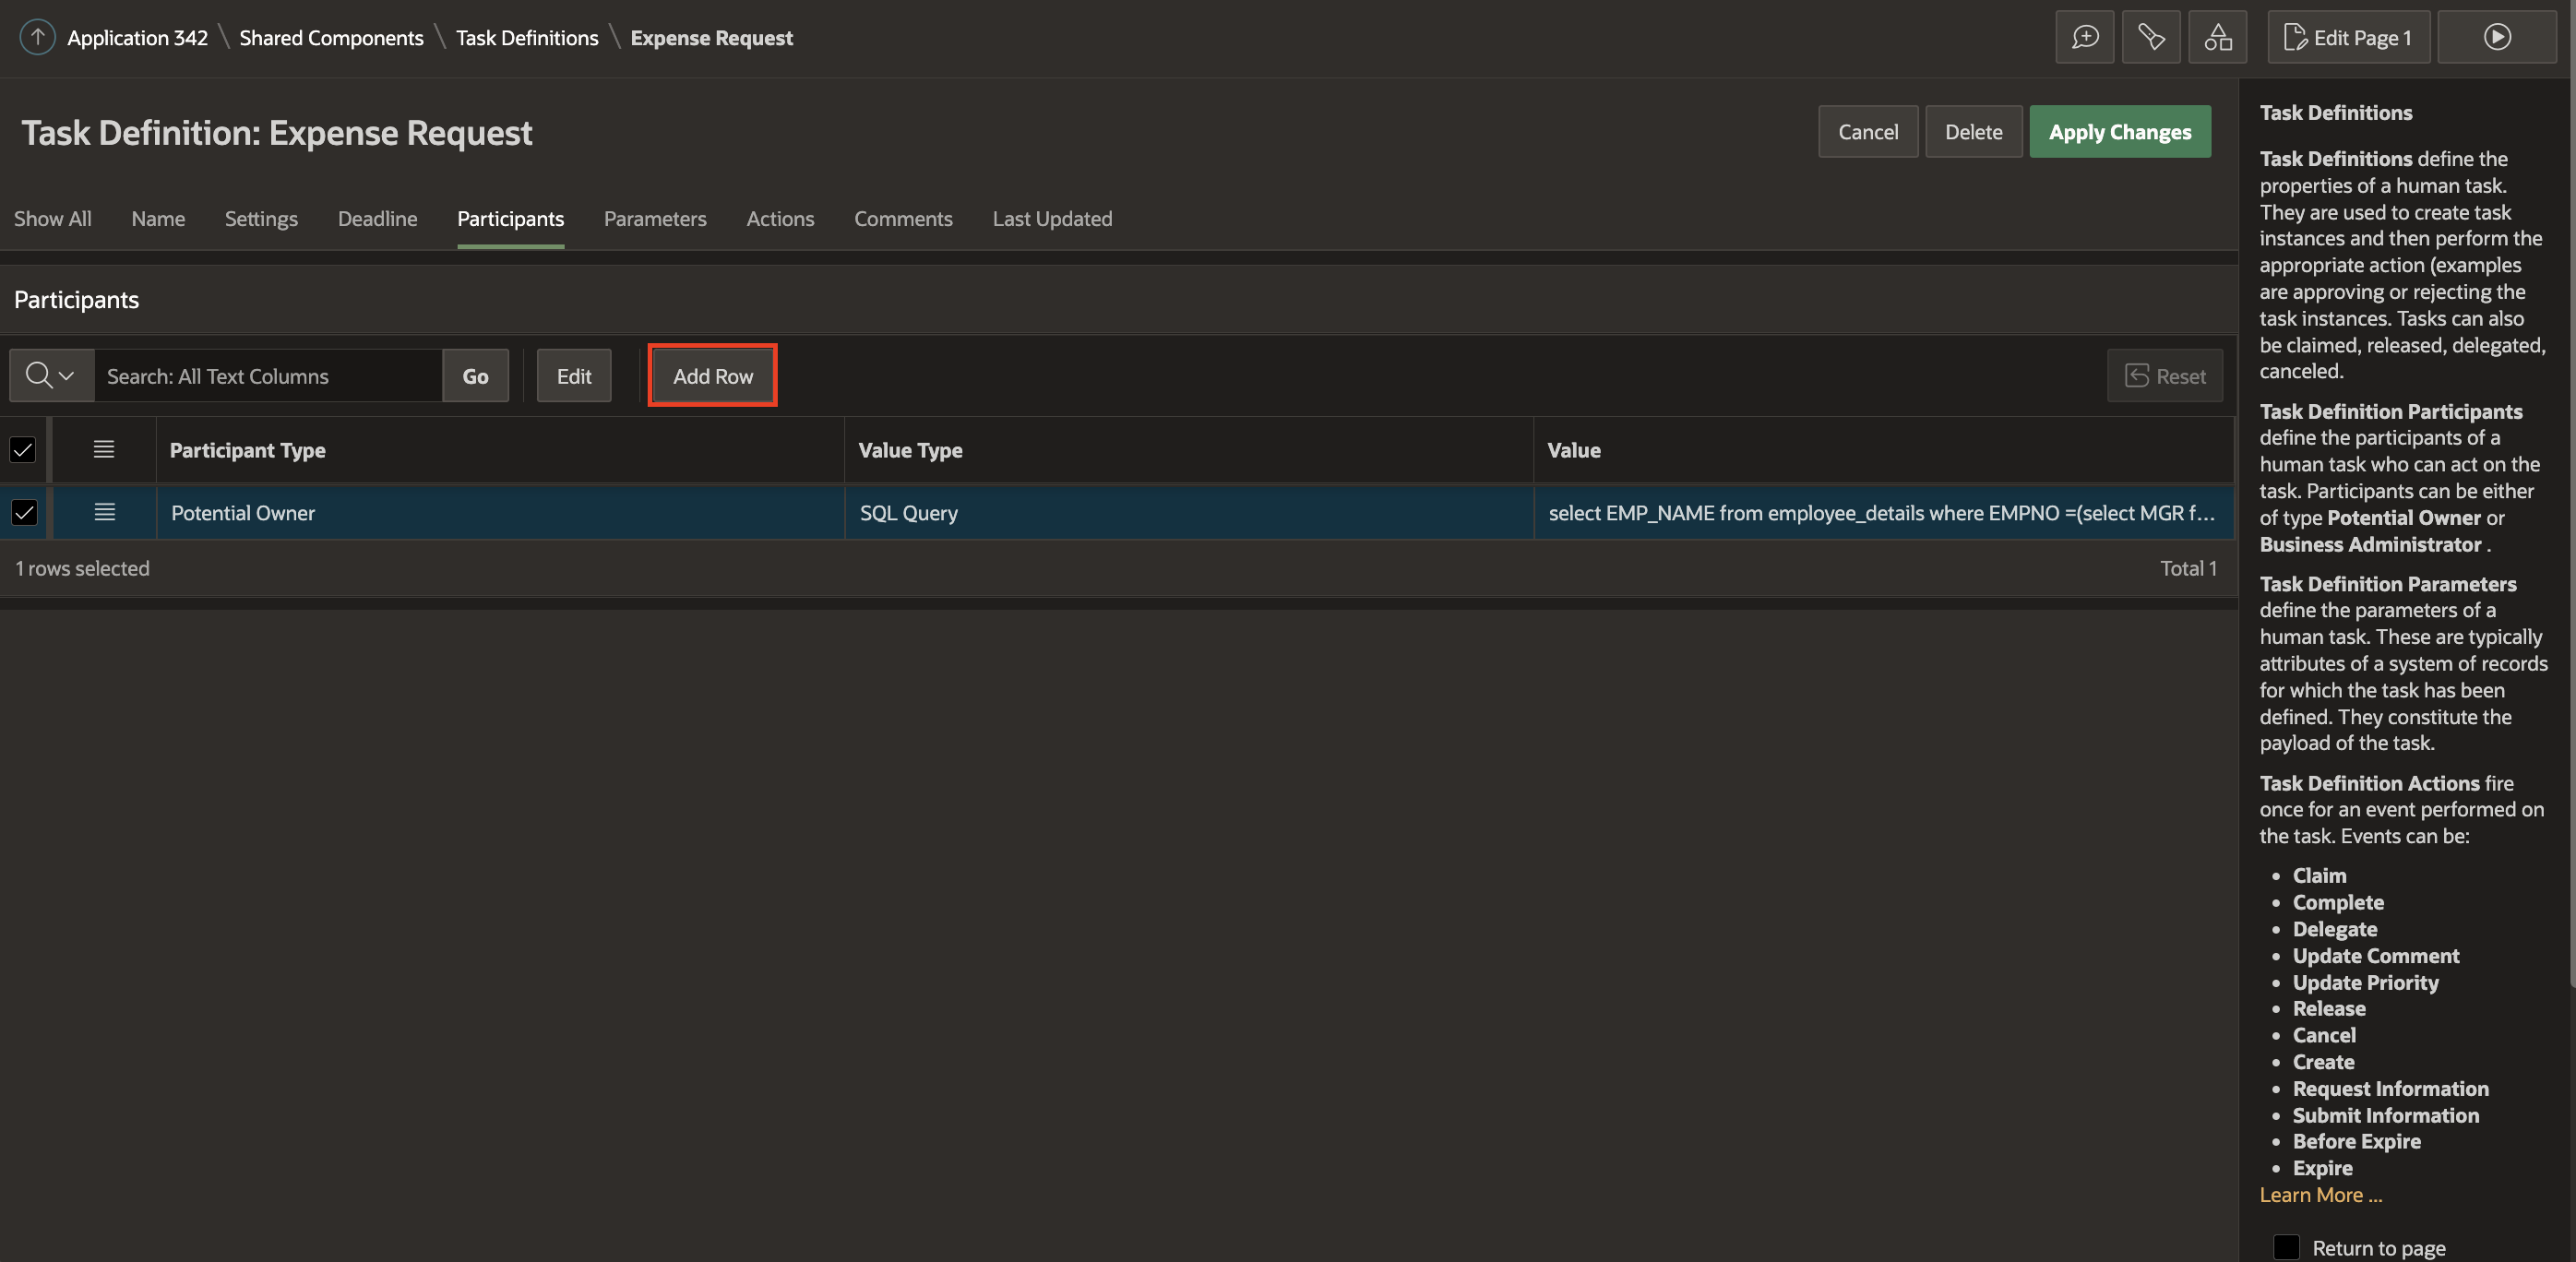 Application 342 \ Shared Components \ Task Definitions \ Expense Request
Edit Page 1
Task Definition: Expense Request
Cancel Delete Apply Changes
Show All Name Settings Deadline Participants Parameters Actions Comments Last Updated
Participants
Search: All Text Columns Go Edit Add Row Reset
Participant Type Value Type Value
Potential Owner SQL Query select EMP_NAME from employee_details where EMPNO =(select MGR f...
1 rows selected Total 1
Task Definitions
Task Definitions define the
properties of a human task.
They are used to create task
instances and then perform the
appropriate action (examples
are approving or rejecting the
task instances. Tasks can also
be claimed, released, delegated,
canceled.
Task Definition Participants
define the participants of a
human task who can act on the
task. Participants can be either
of type Potential Owner or
Business Administrator .
Task Definition Parameters
define the parameters of a
human task. These are typically
attributes of a system of records
for which the task has been
defined. They constitute the
payload of the task.
Task Definition Actions fire
once for an event performed on
the task. Events can be:
• Claim
• Complete
• Delegate
• Update Comment
• Update Priority
• Release
• Cancel
• Create
• Request Information
• Submit Information
• Before Expire
• Expire
Learn More ...
Return to page